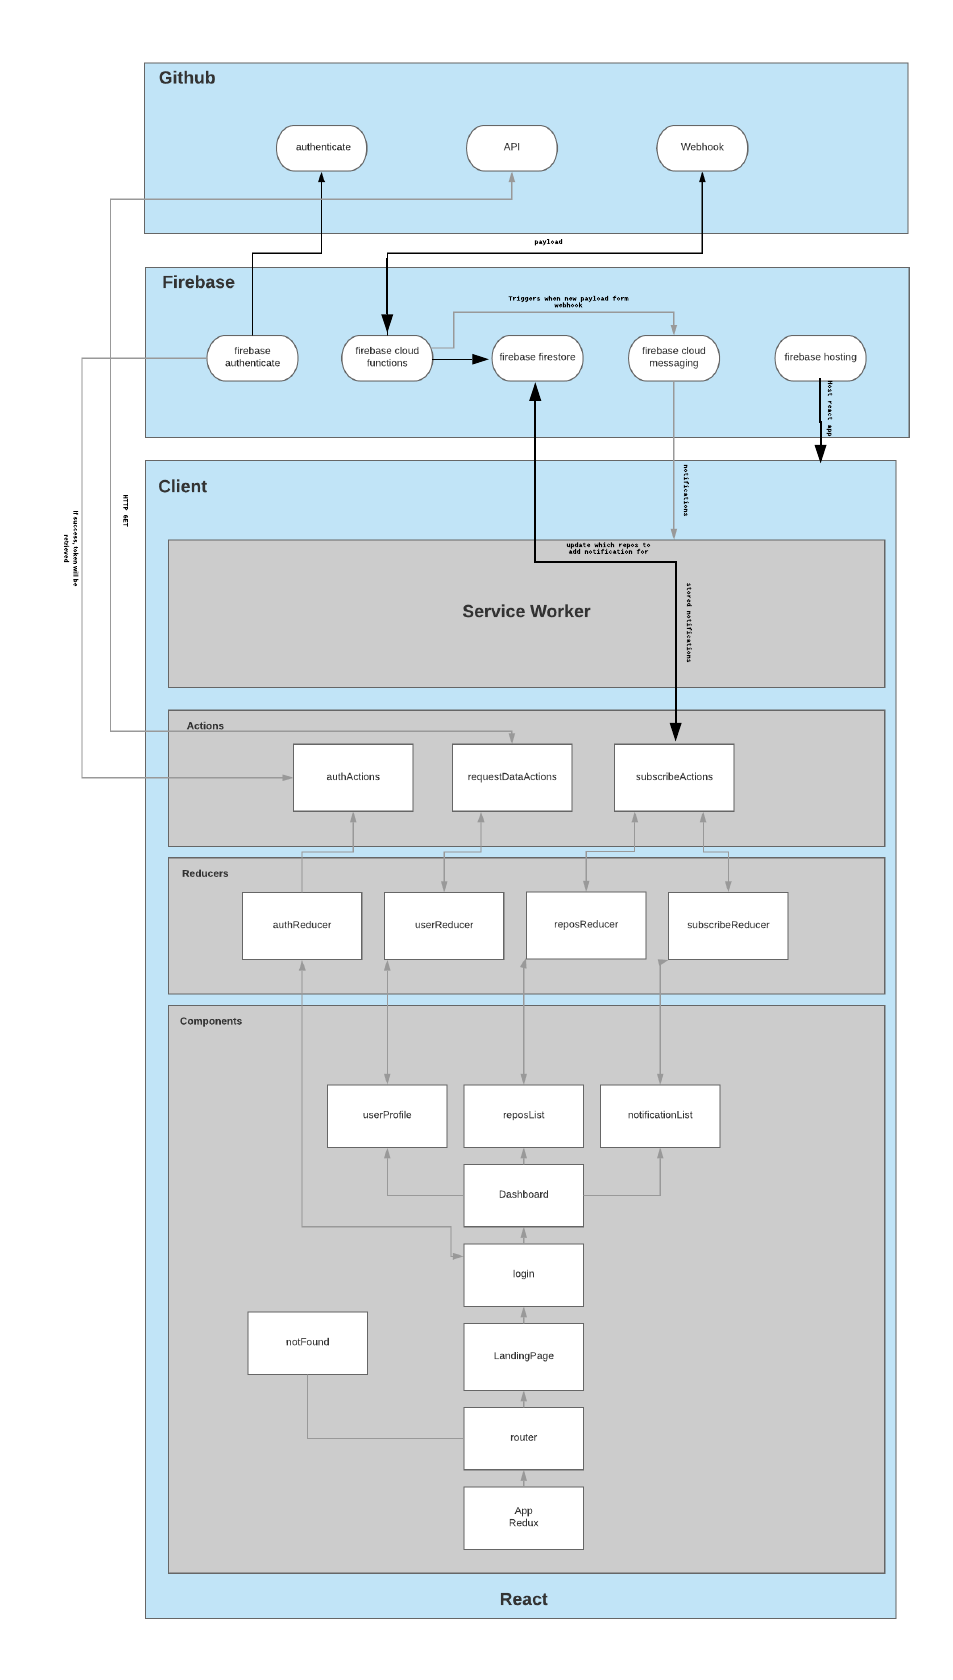 Github
authenticate
API
Webhook
payload
Firebase
Triggers when new payload form
webhook
firebase
authenticate
firebase cloud
functions
firebase firestore
firebase cloud
messaging
firebase hosting
Host react app
Client
notifications
HTTP GET
If success, token will be
retrieved
update which repos to
add notification for
Service Worker
stored notifications
Actions
authActions
requestDataActions
subscribeActions
Reducers
authReducer
userReducer
reposReducer
subscribeReducer
Components
userProfile
reposList
notificationList
Dashboard
login
notFound
LandingPage
router
App
Redux
React